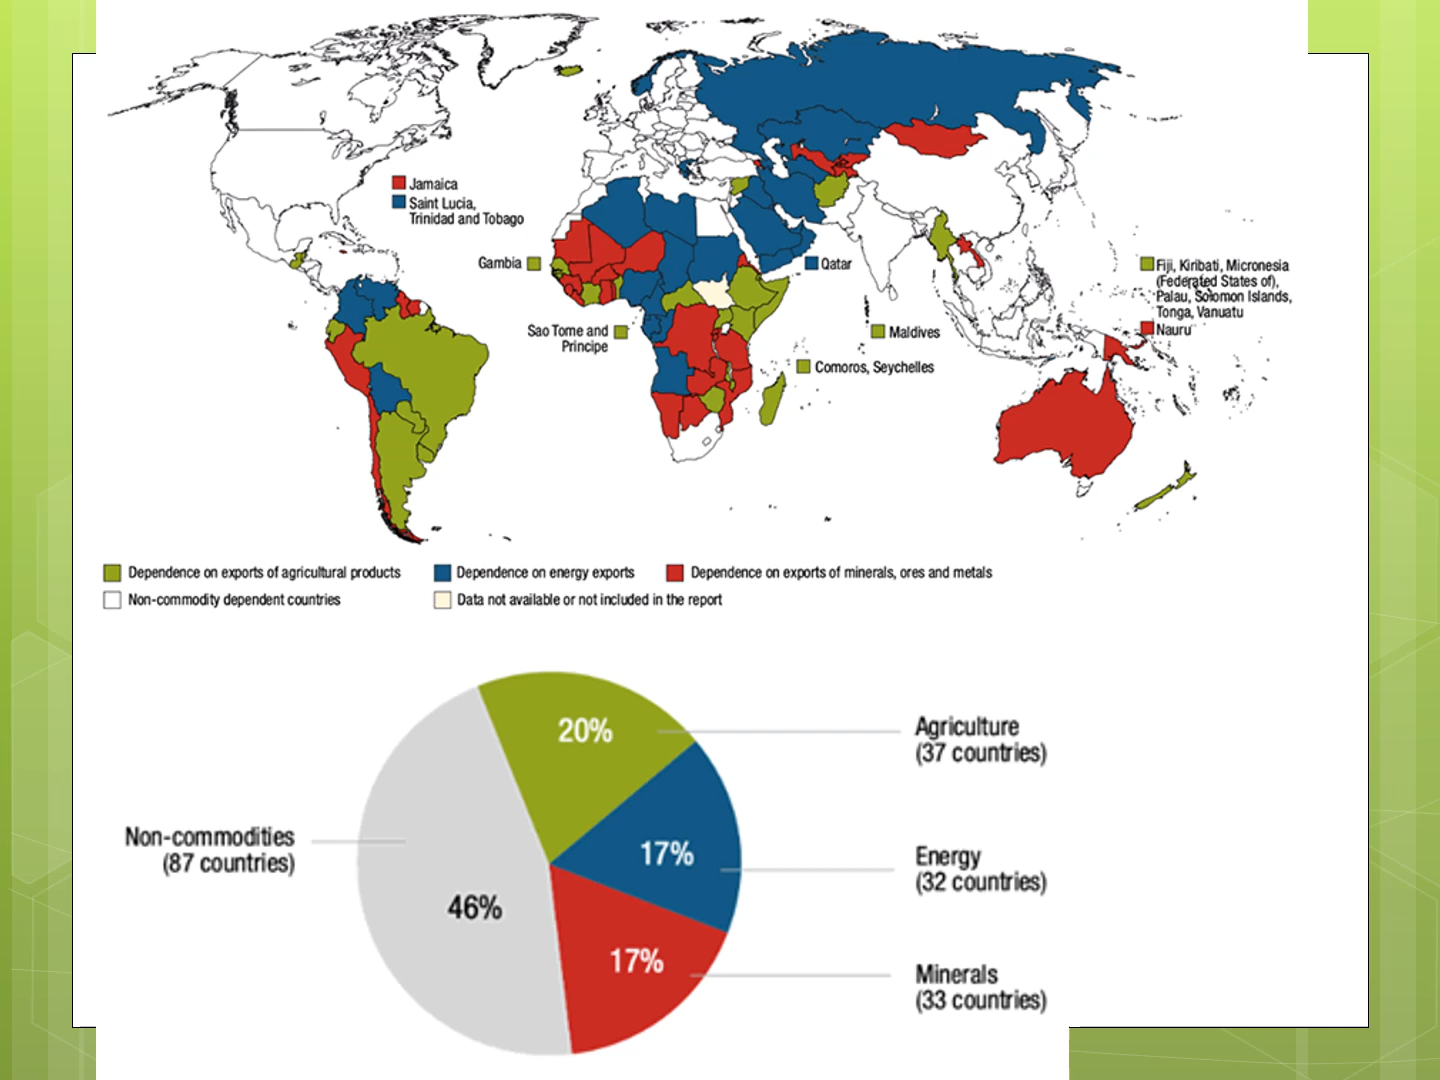 Jamaica
Saint Lucia,
Trinidad and Tobago
Gambia
Qatar
Fiji, Kiribati, Micronesia
(Federated States of),
Palau, Solomon Islands,
Tonga, Vanuatu
Nauru
Sao Tome and
Principe
Maldives
Comoros, Seychelles
Dependence on exports of agricultural products
Dependence on energy exports
Dependence on exports of minerals, ores and metals
Non-commodity dependent countries
Data not available or not included in the report
20%
Agriculture
(37 countries)
Non-commodities
(87 countries)
17%
Energy
(32 countries)
46%
17%
Minerals
(33 countries)